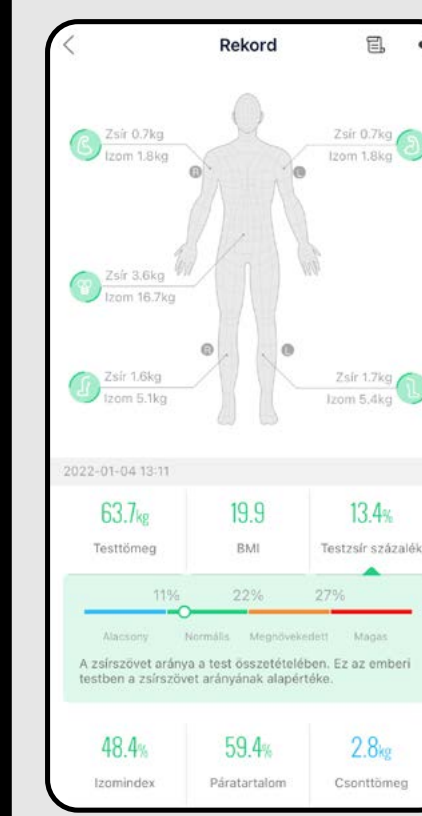 Rekord
Zsír 0.7kg
Izom 1.8kg
Zsír 0.7kg
Izom 1.8kg
R
L
Zsír 3.6kg
Izom 16.7kg
R
L
Zsír 1.6kg
Izom 5.1kg
Zsír 1.7kg
Izom 5.4kg
2022-01-04 13:11
63.7kg
19.9
13.4%
Testtömeg
BMI
Testzsír százalék
11%
22%
27%
Alacsony
Normális
Megnövekedett
Magas
A zsírszövet aránya a test összetételében. Ez az emberi
testben a zsírszövet arányának alapértéke.
48.4%
59.4%
2.8kg
Izomindex
Páratartalom
Csonttömeg